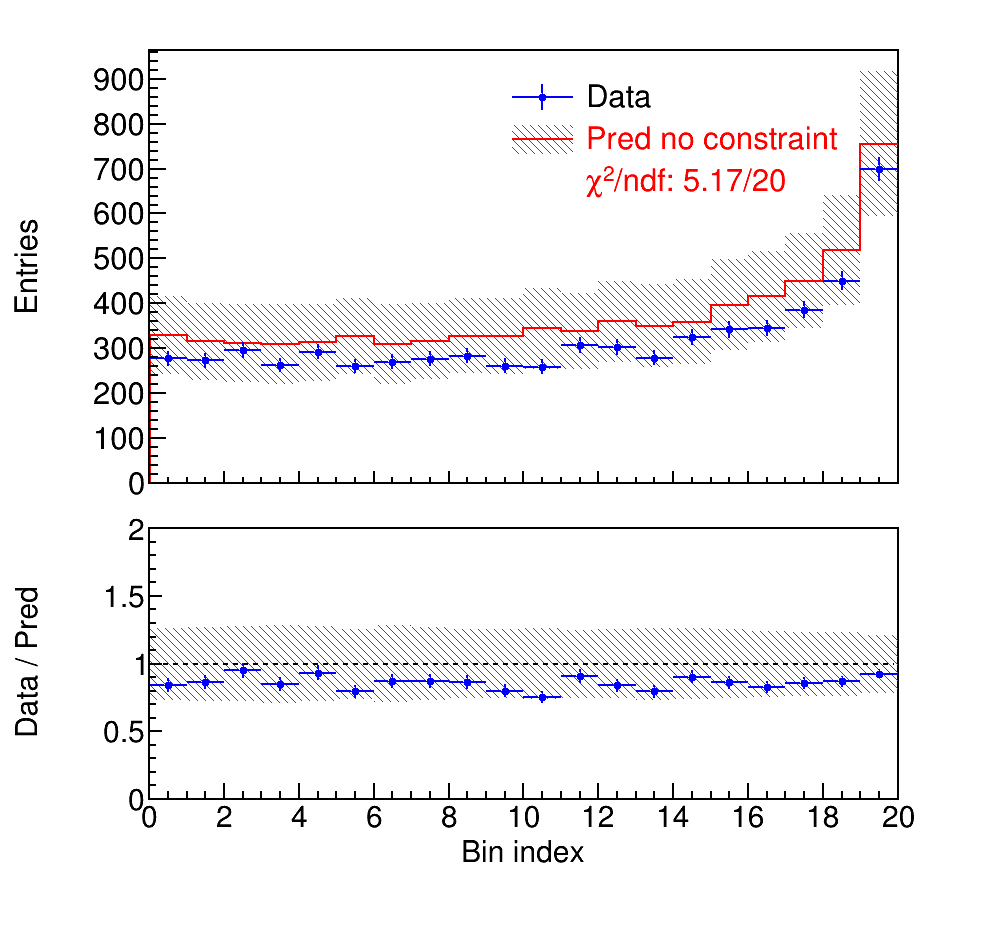 Entries
900
800
700
600
500
400
300
200
100
0
Data
Pred no constraint
χ²/ndf: 5.17/20
Data / Pred
2
1.5
1
0.5
0
0 2 4 6 8 10 12 14 16 18 20
Bin index